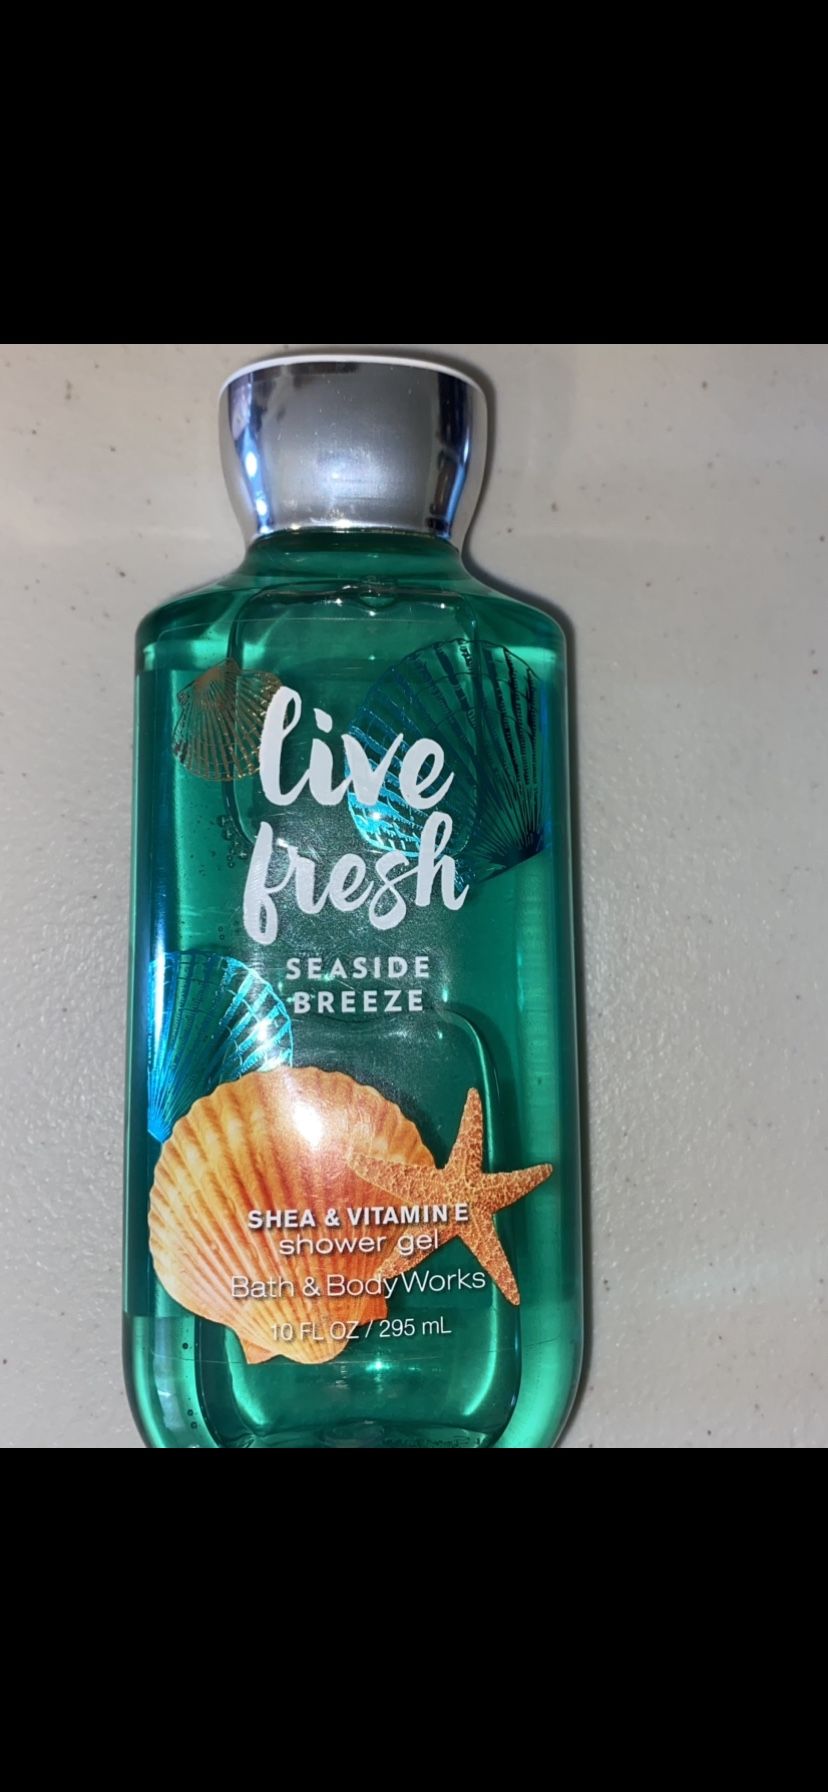 live
fresh
SEASIDE
BREEZE
SHEA & VITAMIN E
shower gel
Bath & Body Works
10 FL OZ / 295 mL